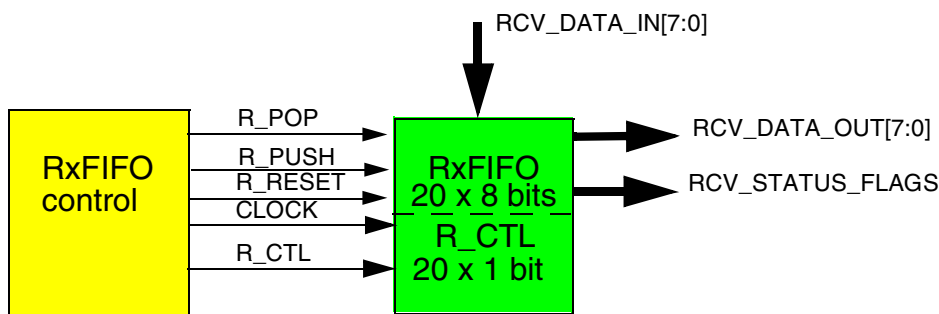 RCV_DATA_IN[7:0]
RxFIFO
control
R_POP
R_PUSH
R_RESET
CLOCK
R_CTL
RxFIFO
20 x 8 bits
R_CTL
20 x 1 bit
RCV_DATA_OUT[7:0]
RCV_STATUS_FLAGS